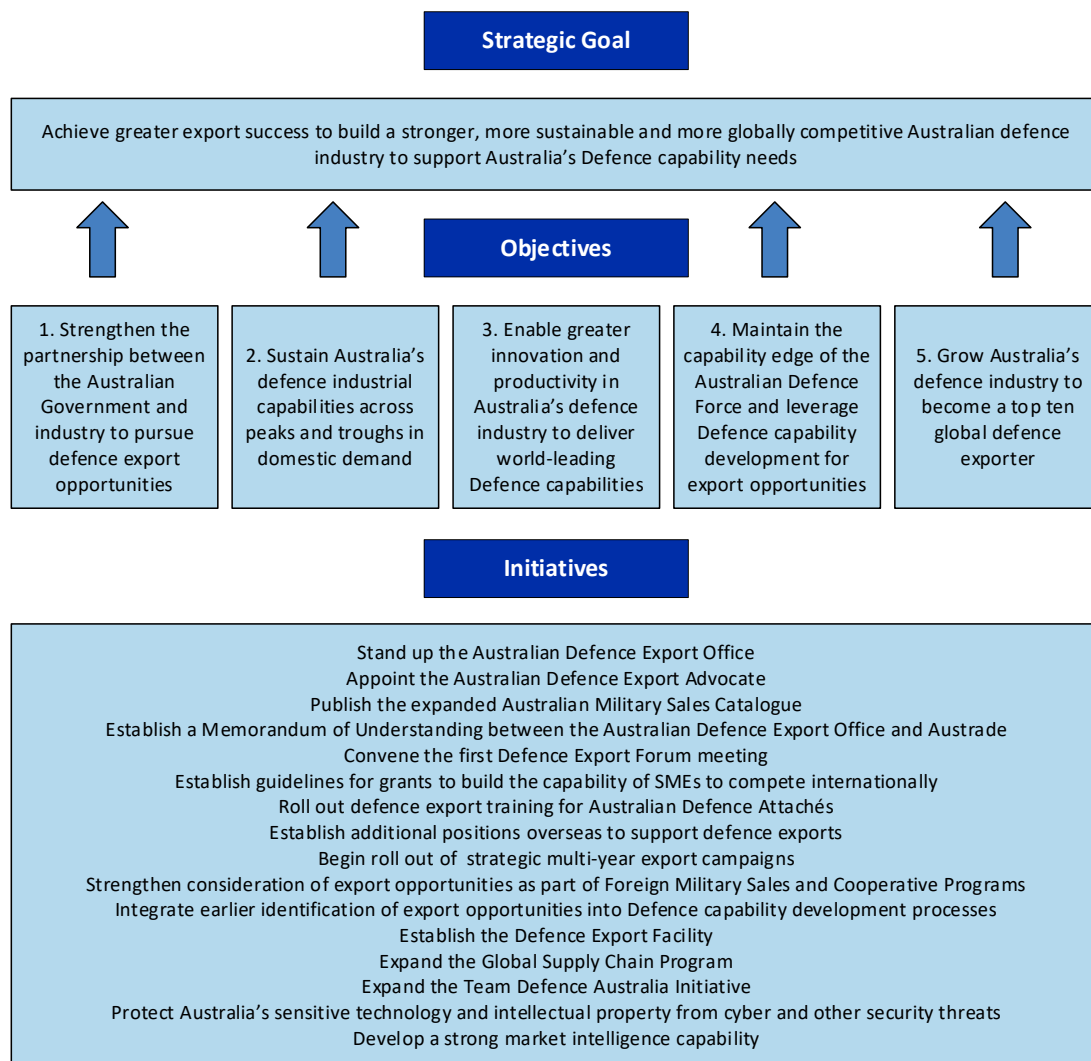 Strategic Goal
Achieve greater export success to build a stronger, more sustainable and more globally competitive Australian defence
industry to support Australia’s Defence capability needs
Objectives
1. Strengthen the
partnership between
the Australian
Government and
industry to pursue
defence export
opportunities
2. Sustain Australia’s
defence industrial
capabilities across
peaks and troughs in
domestic demand
3. Enable greater
innovation and
productivity in
Australia’s defence
industry to deliver
world-leading
Defence capabilities
4. Maintain the
capability edge of the
Australian Defence
Force and leverage
Defence capability
development for
export opportunities
5. Grow Australia’s
defence industry to
become a top ten
global defence
exporter
Initiatives
Stand up the Australian Defence Export Office
Appoint the Australian Defence Export Advocate
Publish the expanded Australian Military Sales Catalogue
Establish a Memorandum of Understanding between the Australian Defence Export Office and Austrade
Convene the first Defence Export Forum meeting
Establish guidelines for grants to build the capability of SMEs to compete internationally
Roll out defence export training for Australian Defence Attachés
Establish additional positions overseas to support defence exports
Begin roll out of strategic multi-year export campaigns
Strengthen consideration of export opportunities as part of Foreign Military Sales and Cooperative Programs
Integrate earlier identification of export opportunities into Defence capability development processes
Establish the Defence Export Facility
Expand the Global Supply Chain Program
Expand the Team Defence Australia Initiative
Protect Australia’s sensitive technology and intellectual property from cyber and other security threats
Develop a strong market intelligence capability